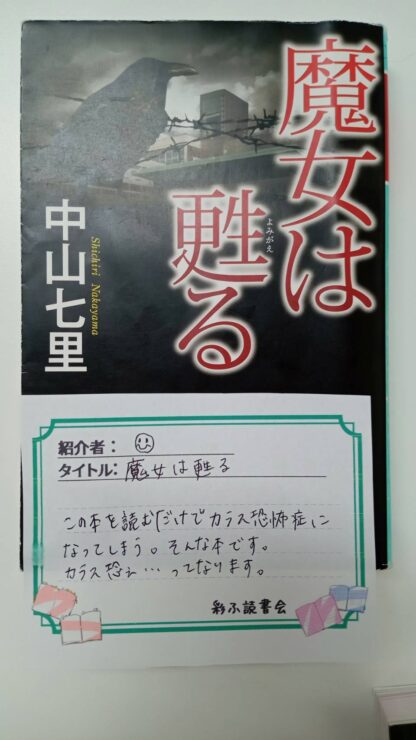 魔女は
甦る
よみがえ
中山七里
Shichiri Nakayama
紹介者：
タイトル: 魔女は甦る
この本を読むだけでカラス恐怖症に
なってしまう。そんな本です。
カラス恐ぇ…ってなります。
彩ふ読書会